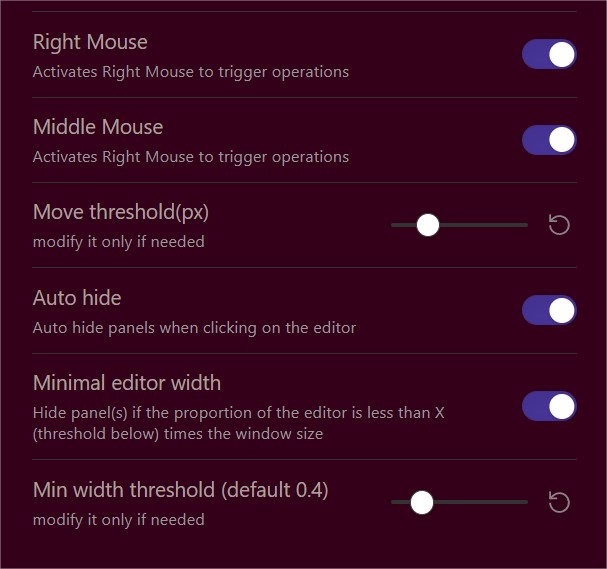 Right Mouse
Activates Right Mouse to trigger operations
Middle Mouse
Activates Right Mouse to trigger operations
Move threshold(px)
modify it only if needed
Auto hide
Auto hide panels when clicking on the editor
Minimal editor width
Hide panel(s) if the proportion of the editor is less than X
(threshold below) times the window size
Min width threshold (default 0.4)
modify it only if needed